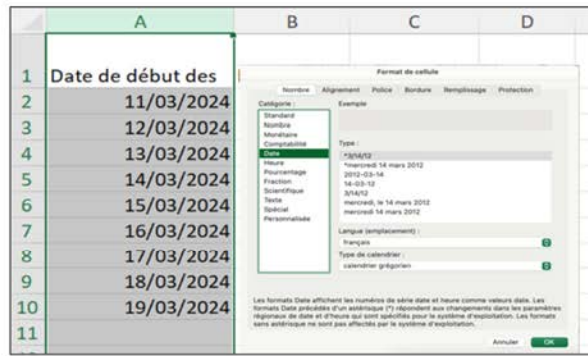 A B C D
1 Date de début des
2 11/03/2024
3 12/03/2024
4 13/03/2024
5 14/03/2024
6 15/03/2024
7 16/03/2024
8 17/03/2024
9 18/03/2024
10 19/03/2024
11
Format de cellule
Nombre Alignement Police Bordure Remplissage Protection
Catégorie : Exemple
Standard
Nombre
Monétaire
Comptabilité
Date
Heure
Pourcentage
Fraction
Scientifique
Texte
Spécial
Personnalisée
Type :
*3/14/12
*mercredi 14 mars 2012
2012-03-14
14-03-12
3/14/12
mercredi, le 14 mars 2012
mercredi 14 mars 2012
Langue (emplacement) :
français
Type de calendrier :
calendrier grégorien
Les formats Date affichent les numéros de série date et heure comme valeurs date. Les
formats Date précédés d'un astérisque (*) répondent aux changements dans les paramètres
régionaux de date et d'heure qui sont spécifiés pour le système d'exploitation. Les formats
sans astérisque ne sont pas affectés par le système d'exploitation.
Annuler OK